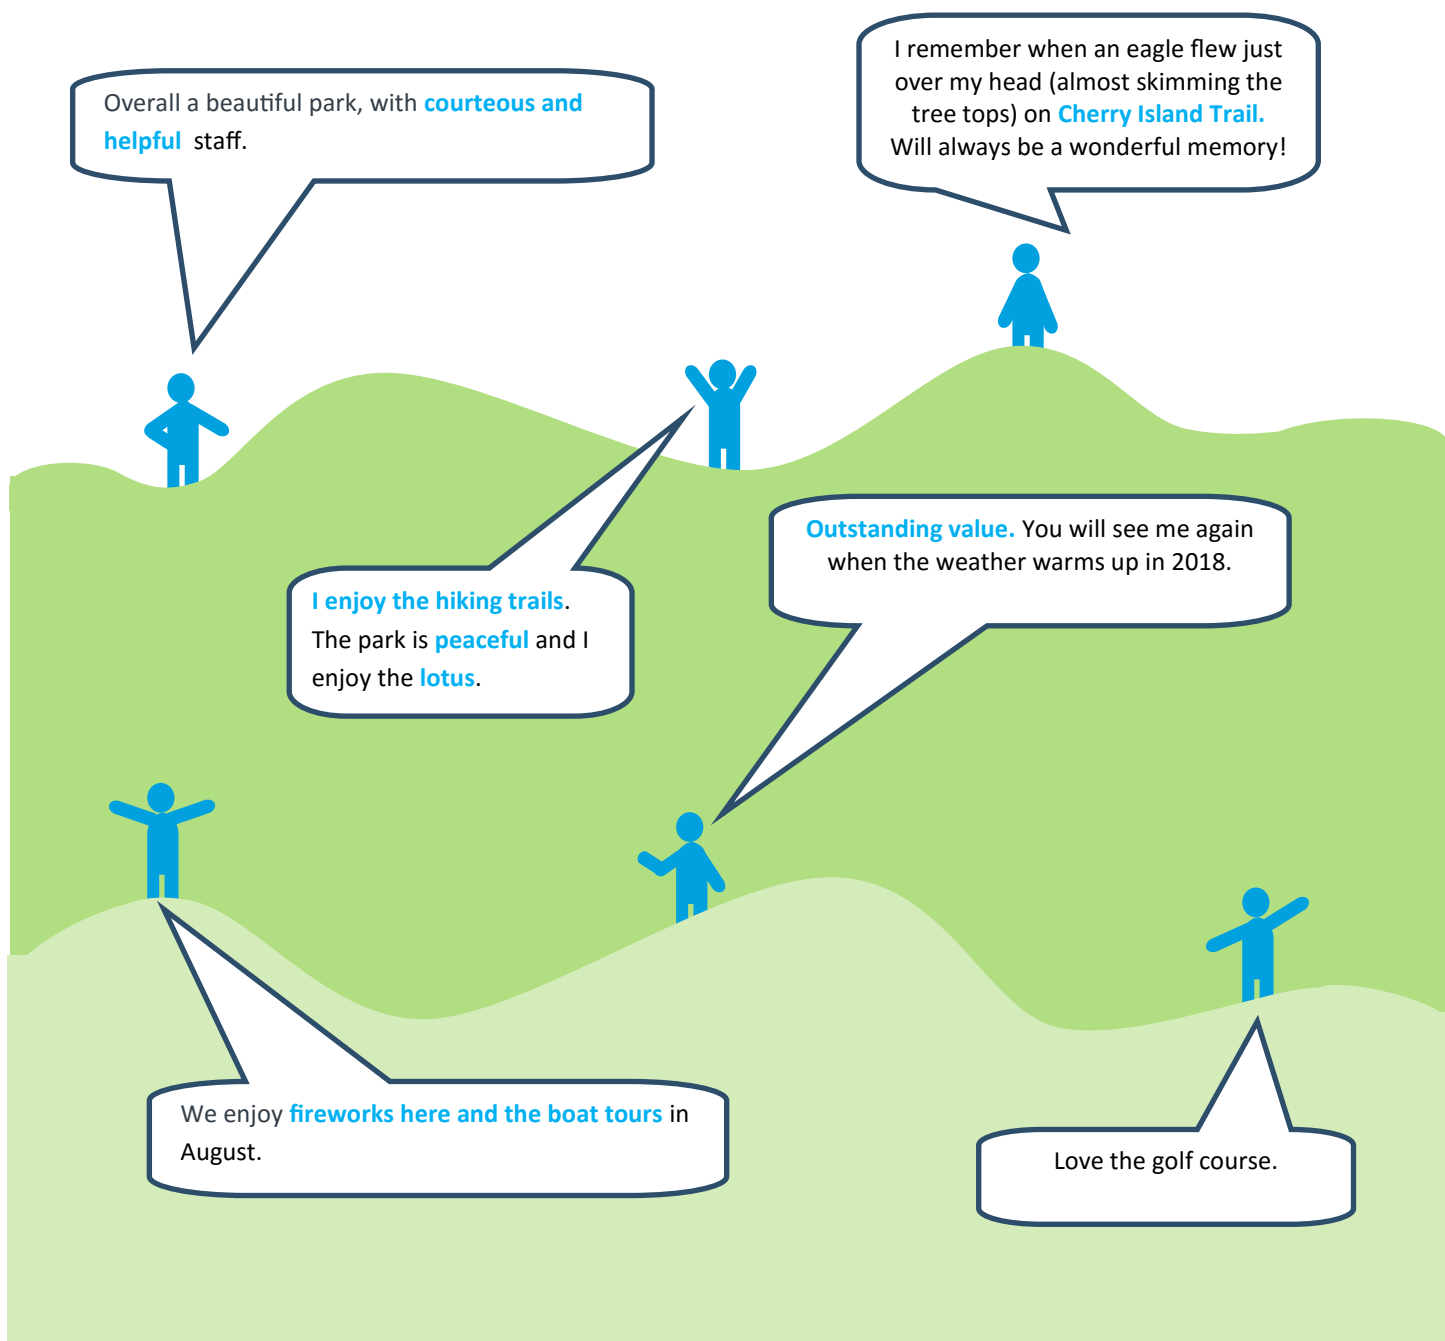 Overall a beautiful park, with courteous and
helpful staff.
I remember when an eagle flew just
over my head (almost skimming the
tree tops) on Cherry Island Trail.
Will always be a wonderful memory!
I enjoy the hiking trails.
The park is peaceful and I
enjoy the lotus.
Outstanding value. You will see me again
when the weather warms up in 2018.
We enjoy fireworks here and the boat tours in
August.
Love the golf course.